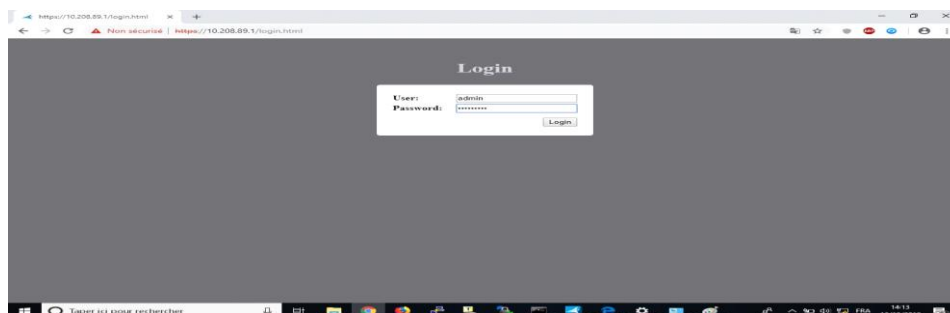 https://10.208.89.1/login.html
Non sécurisé | https://10.208.89.1/login.html
Login
User: admin
Password: •••••••••
Login
Taper ici pour rechercher
FRA
14:13